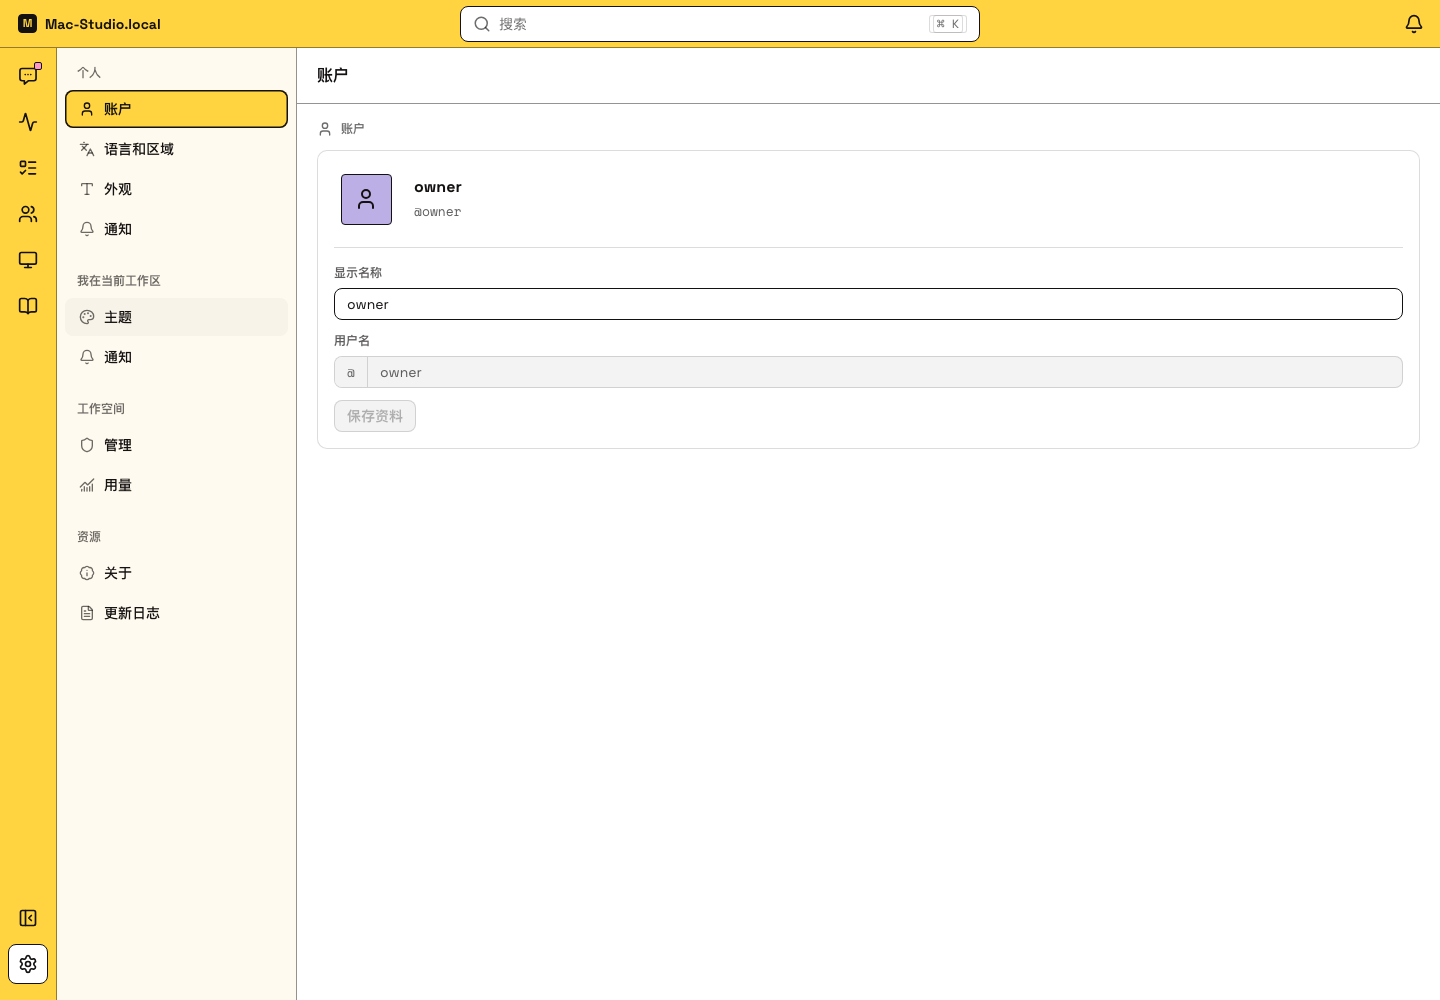 M Mac-Studio.local
搜索
⌘ K
个人
账户
语言和区域
外观
通知
我在当前工作区
主题
通知
工作空间
管理
用量
资源
关于
更新日志
账户
账户
owner
@owner
显示名称
owner
用户名
@ owner
保存资料